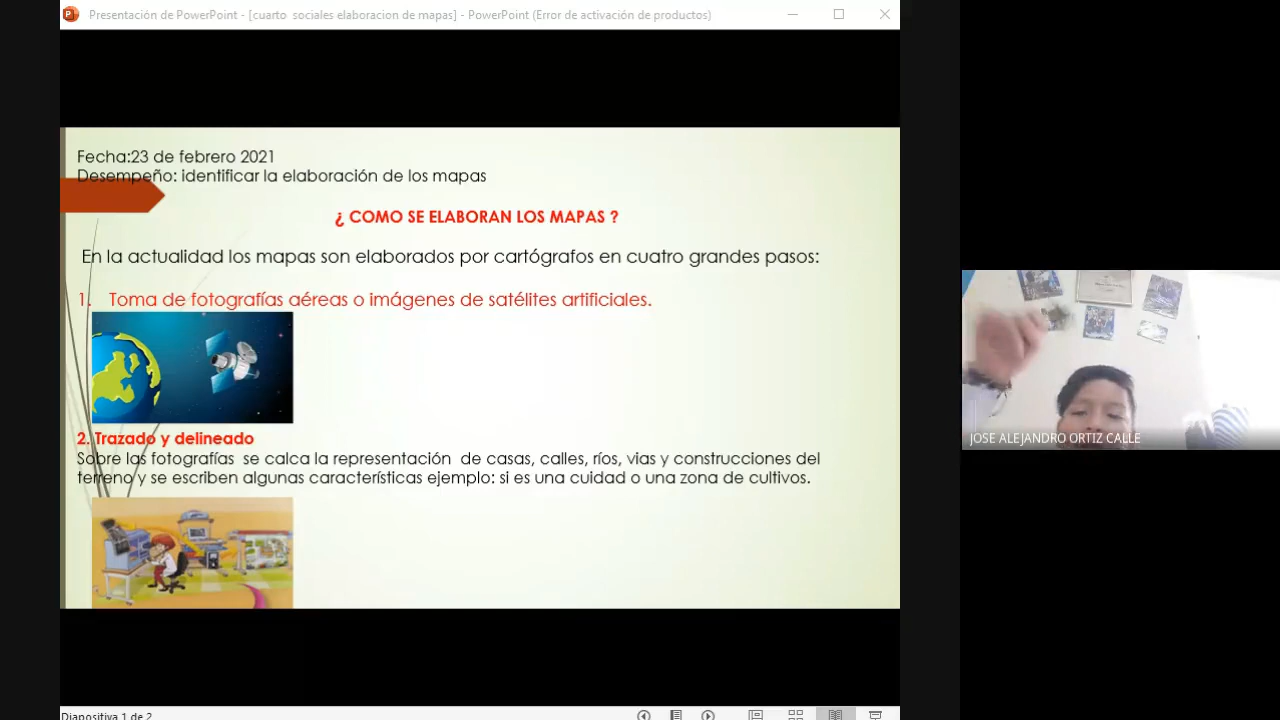 Presentación de PowerPoint - [cuarto sociales elaboracion de mapas] - PowerPoint (Error de activación de productos)
Fecha:23 de febrero 2021
Desempeño: identificar la elaboración de los mapas
¿ COMO SE ELABORAN LOS MAPAS ?
En la actualidad los mapas son elaborados por cartógrafos en cuatro grandes pasos:
1. Toma de fotografías aéreas o imágenes de satélites artificiales.
2. Trazado y delineado
Sobre las fotografías se calca la representación de casas, calles, ríos, vias y construcciones del
terreno y se escriben algunas características ejemplo: si es una cuidad o una zona de cultivos.
JOSE ALEJANDRO ORTIZ CALLE
Diapositiva 1 de 2